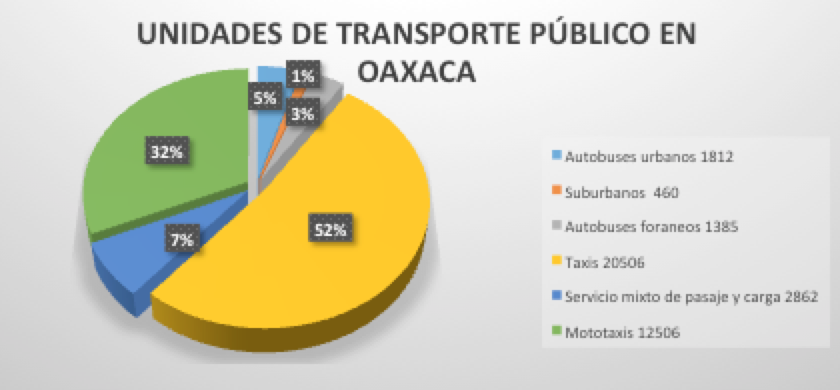 UNIDADES DE TRANSPORTE PÚBLICO EN
OAXACA
1%
5%
3%
32%
52%
7%
Autobuses urbanos 1812
Suburbanos 460
Autobuses foraneos 1385
Taxis 20506
Servicio mixto de pasaje y carga 2862
Mototaxis 12506